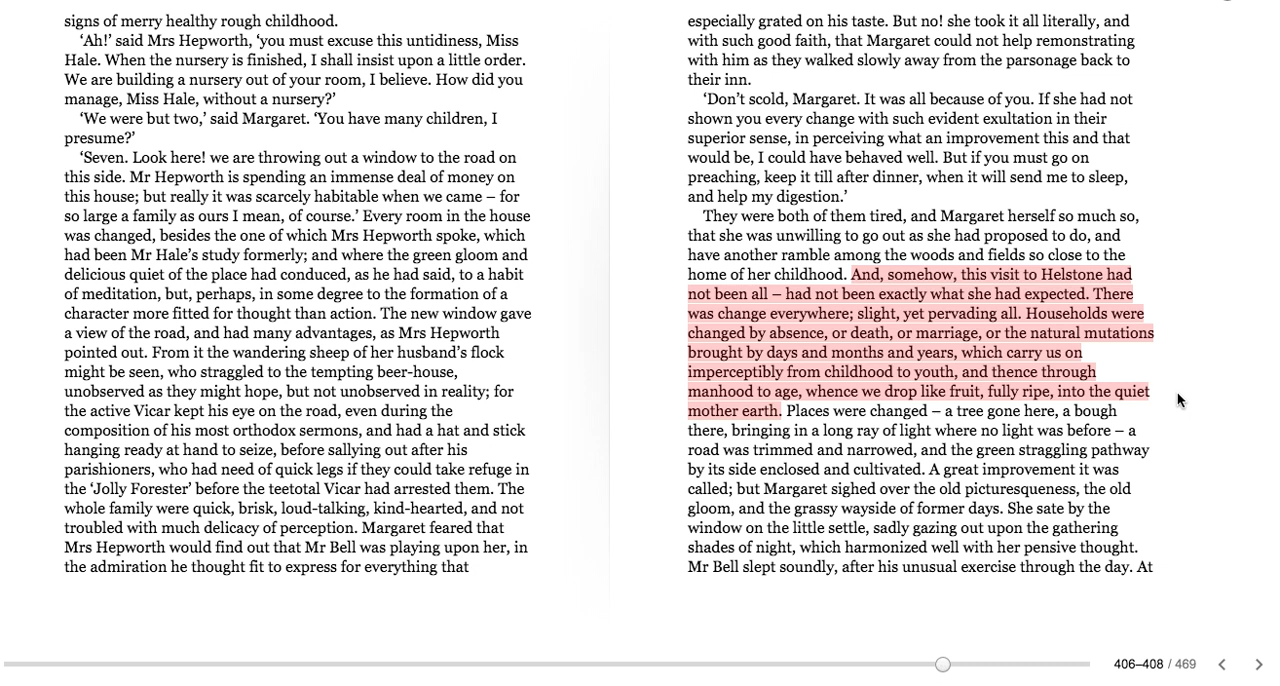 signs of merry healthy rough childhood.
‘Ah!’ said Mrs Hepworth, ‘you must excuse this untidiness, Miss
Hale. When the nursery is finished, I shall insist upon a little order.
We are building a nursery out of your room, I believe. How did you
manage, Miss Hale, without a nursery?’
‘We were but two,’ said Margaret. ‘You have many children, I
presume?’
‘Seven. Look here! we are throwing out a window to the road on
this side. Mr Hepworth is spending an immense deal of money on
this house; but really it was scarcely habitable when we came – for
so large a family as ours I mean, of course.’ Every room in the house
was changed, besides the one of which Mrs Hepworth spoke, which
had been Mr Hale’s study formerly; and where the green gloom and
delicious quiet of the place had conduced, as he had said, to a habit
of meditation, but, perhaps, in some degree to the formation of a
character more fitted for thought than action. The new window gave
a view of the road, and had many advantages, as Mrs Hepworth
pointed out. From it the wandering sheep of her husband’s flock
might be seen, who straggled to the tempting beer-house,
unobserved as they might hope, but not unobserved in reality; for
the active Vicar kept his eye on the road, even during the
composition of his most orthodox sermons, and had a hat and stick
hanging ready at hand to seize, before sallying out after his
parishioners, who had need of quick legs if they could take refuge in
the ‘Jolly Forester’ before the teetotal Vicar had arrested them. The
whole family were quick, brisk, loud-talking, kind-hearted, and not
troubled with much delicacy of perception. Margaret feared that
Mrs Hepworth would find out that Mr Bell was playing upon her, in
the admiration he thought fit to express for everything that
especially grated on his taste. But no! she took it all literally, and
with such good faith, that Margaret could not help remonstrating
with him as they walked slowly away from the parsonage back to
their inn.
‘Don’t scold, Margaret. It was all because of you. If she had not
shown you every change with such evident exultation in their
superior sense, in perceiving what an improvement this and that
would be, I could have behaved well. But if you must go on
preaching, keep it till after dinner, when it will send me to sleep,
and help my digestion.’
They were both of them tired, and Margaret herself so much so,
that she was unwilling to go out as she had proposed to do, and
have another ramble among the woods and fields so close to the
home of her childhood. And, somehow, this visit to Helstone had
not been all – had not been exactly what she had expected. There
was change everywhere; slight, yet pervading all. Households were
changed by absence, or death, or marriage, or the natural mutations
brought by days and months and years, which carry us on
imperceptibly from childhood to youth, and thence through
manhood to age, whence we drop like fruit, fully ripe, into the quiet
mother earth. Places were changed – a tree gone here, a bough
there, bringing in a long ray of light where no light was before – a
road was trimmed and narrowed, and the green straggling pathway
by its side enclosed and cultivated. A great improvement it was
called; but Margaret sighed over the old picturesqueness, the old
gloom, and the grassy wayside of former days. She sate by the
window on the little settle, sadly gazing out upon the gathering
shades of night, which harmonized well with her pensive thought.
Mr Bell slept soundly, after his unusual exercise through the day. At
406–408 / 469